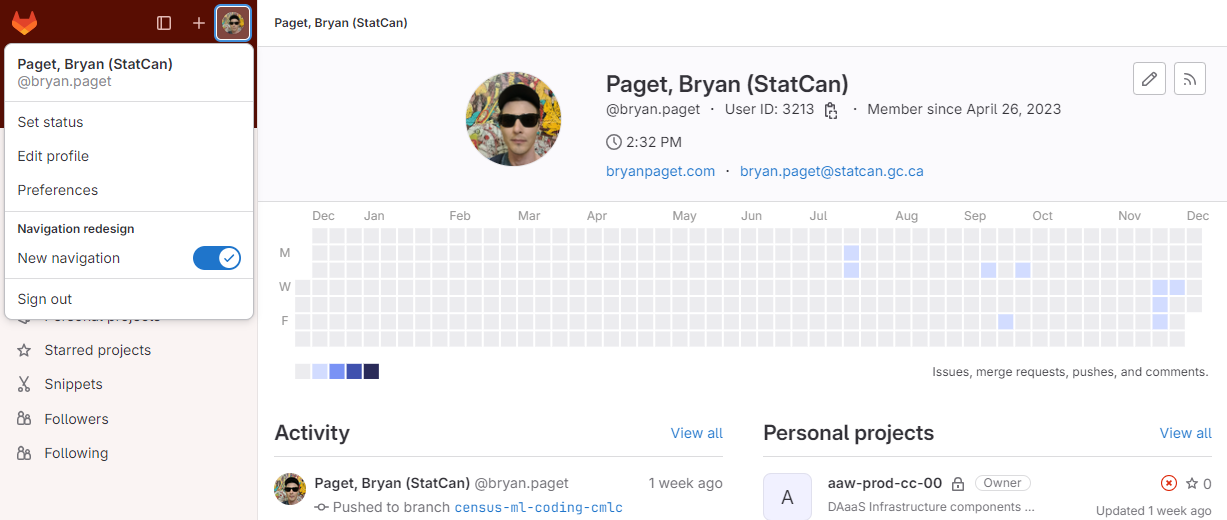 Paget, Bryan (StatCan)
@bryan.paget
Set status
Edit profile
Preferences
Navigation redesign
New navigation
Sign out
Personal projects
Starred projects
Snippets
Followers
Following
Paget, Bryan (StatCan)
Paget, Bryan (StatCan)
@bryan.paget · User ID: 3213 · Member since April 26, 2023
2:32 PM
bryanpaget.com · bryan.paget@statcan.gc.ca
Dec Jan Feb Mar Apr May Jun Jul Aug Sep Oct Nov Dec
M
W
F
Issues, merge requests, pushes, and comments.
Activity View all
Paget, Bryan (StatCan) @bryan.paget 1 week ago
Pushed to branch census-ml-coding-cmlc
Personal projects View all
A
aaw-prod-cc-00 Owner 0
DAaaS Infrastructure components ...
Updated 1 week ago